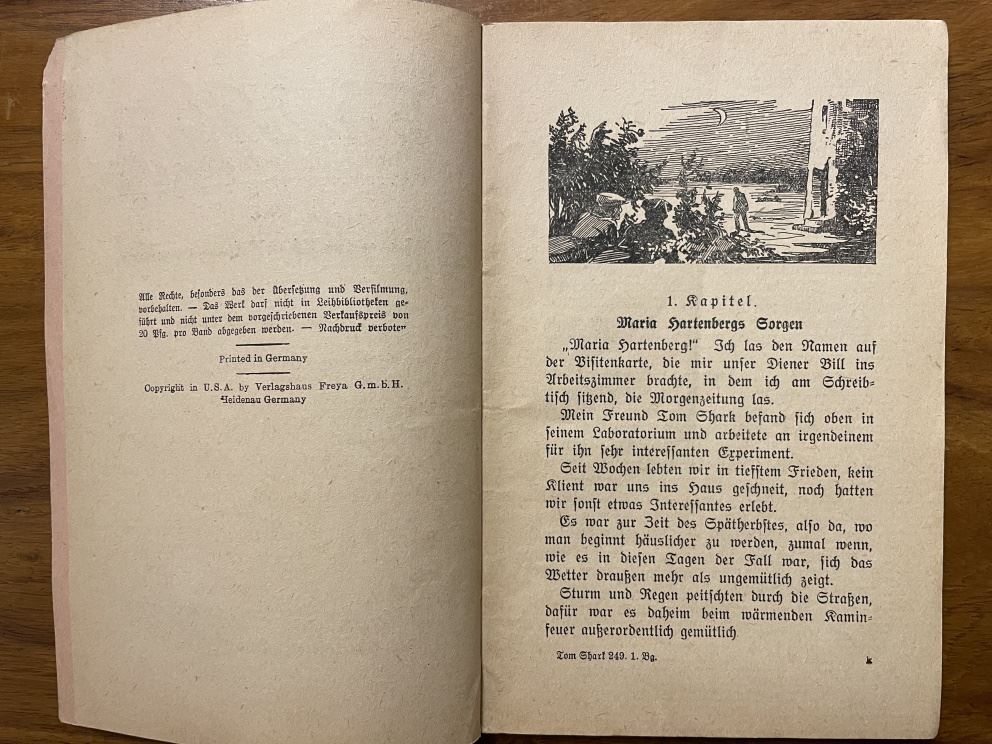 Alle Rechte, besonders das der Übersetzung und Verfilmung,
vorbehalten. — Das Werk darf nicht in Leihbibliotheken ge-
führt und nicht unter dem vorgeschriebenen Verkaufspreis von
20 Pfg. pro Band abgegeben werden. — Nachdruck verboten
Printed in Germany
Copyright in U.S.A. by Verlagshaus Freya G.m.b.H.
Heidenau Germany
1. Kapitel.
Maria Hartenbergs Sorgen
„Maria Hartenberg!“ Ich las den Namen auf
der Visitenkarte, die mir unser Diener Bill ins
Arbeitszimmer brachte, in dem ich am Schreib-
tisch sitzend, die Morgenzeitung las.
Mein Freund Tom Shark befand sich oben in
seinem Laboratorium und arbeitete an irgendeinem
für ihn sehr interessanten Experiment.
Seit Wochen lebten wir in tiefstem Frieden, kein
Klient war uns ins Haus geschneit, noch hatten
wir sonst etwas Interessantes erlebt.
Es war zur Zeit des Spätherbstes, also da, wo
man beginnt häuslicher zu werden, zumal wenn,
wie es in diesen Tagen der Fall war, sich das
Wetter draußen mehr als ungemütlich zeigt.
Sturm und Regen peitschten durch die Straßen,
dafür war es daheim beim wärmenden Kamin-
feuer außerordentlich gemütlich
Tom Shark 249. 1. Bg.